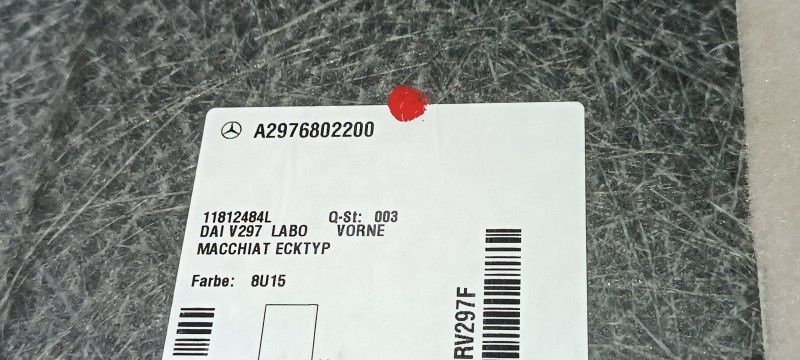 A2976802200
11812484L Q-St: 003
DAI V297 LABO VORNE
MACCHIAT ECKTYP
Farbe: 8U15
RV297F